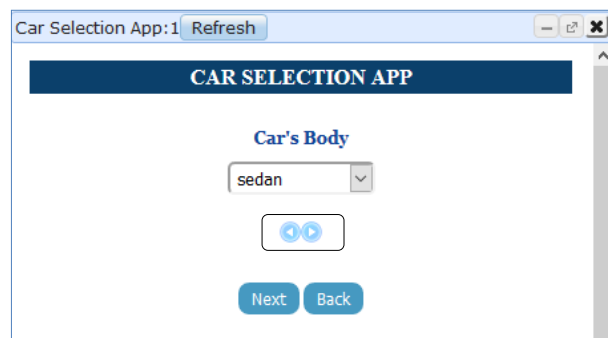 Car Selection App:1 Refresh
CAR SELECTION APP
Car's Body
sedan
Next Back